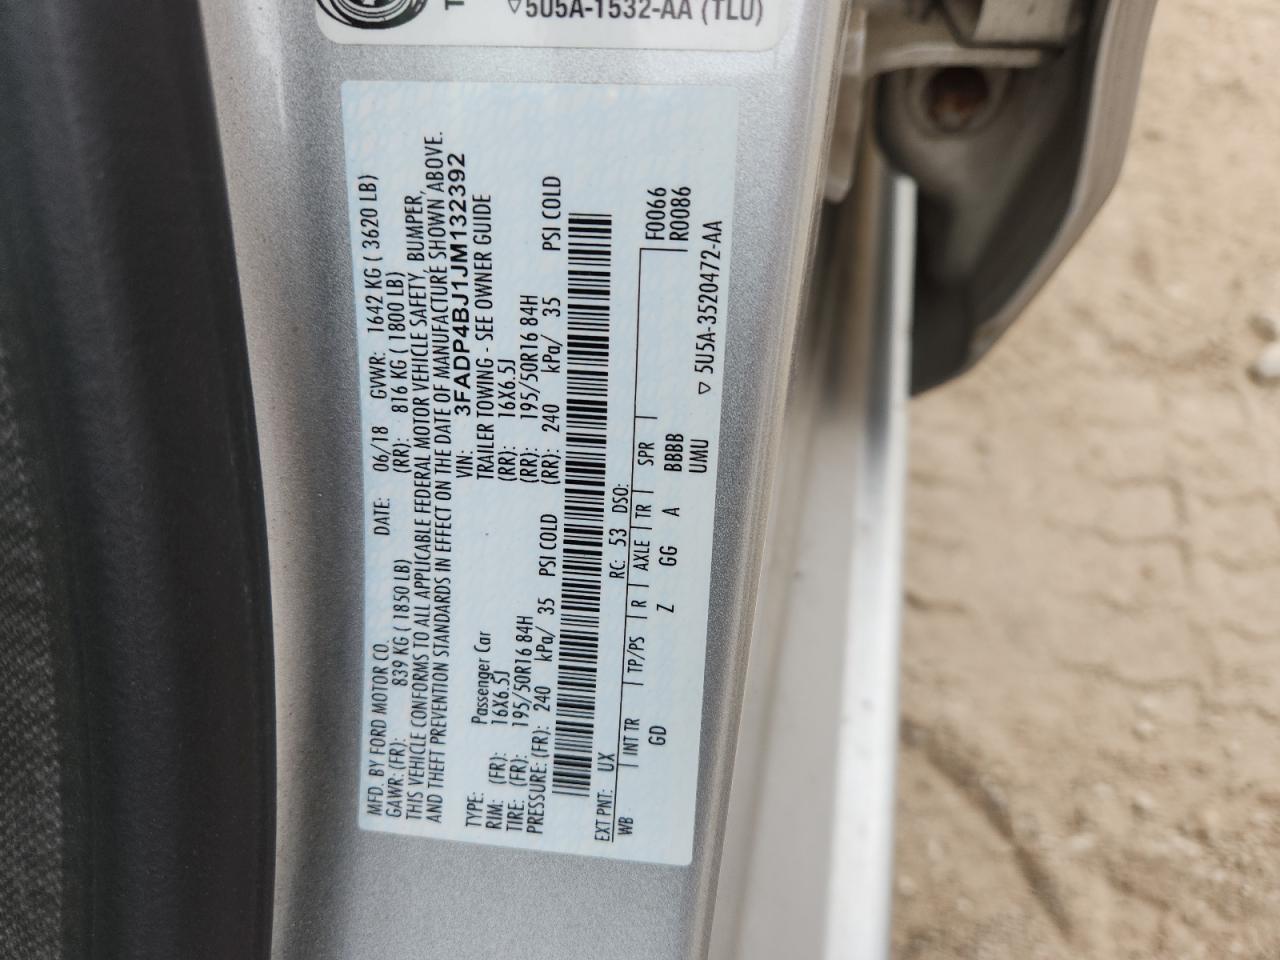 5U5A-1532-AA (TLU)
MFD. BY FORD MOTOR CO. DATE: 06/18 GVWR: 1642 KG ( 3620 LB)
GAWR: (FR): 839 KG ( 1850 LB) (RR): 816 KG ( 1800 LB)
THIS VEHICLE CONFORMS TO ALL APPLICABLE FEDERAL MOTOR VEHICLE SAFETY, BUMPER,
AND THEFT PREVENTION STANDARDS IN EFFECT ON THE DATE OF MANUFACTURE SHOWN ABOVE.
VIN: 3FADP4BJ1JM132392
TYPE: Passenger Car TRAILER TOWING - SEE OWNER GUIDE
RIM: (FR): 16X6.5J (RR): 16X6.5J
TIRE: (FR): 195/50R16 84H (RR): 195/50R16 84H
PRESSURE: (FR): 240 kPa/ 35 PSI COLD (RR): 240 kPa/ 35 PSI COLD
EXT PNT: UX RC: 53 DSO:
WB INT TR TP/PS R AXLE TR SPR F0066
GD Z GG A BBBB R0086
UMU
5U5A-3520472-AA